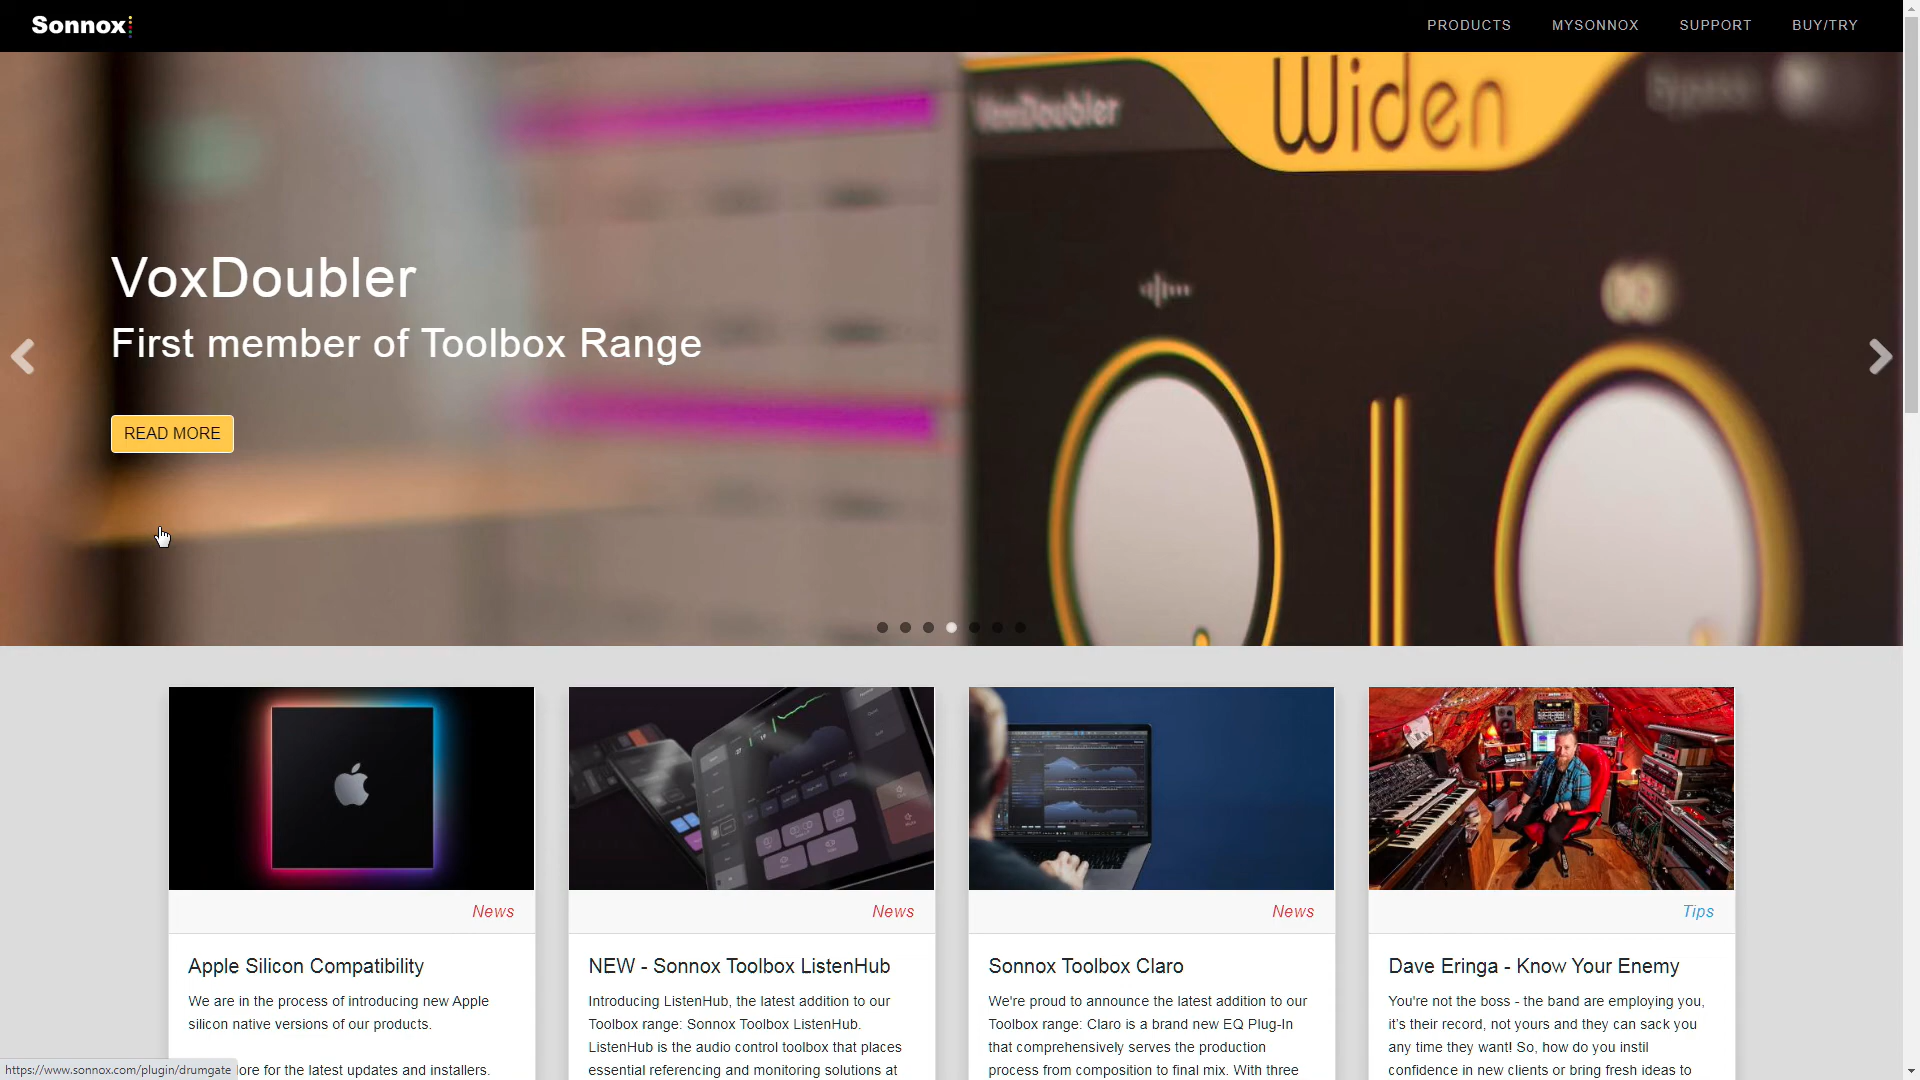 Sonnox
PRODUCTS
MYSONNOX
SUPPORT
BUY/TRY
VoxDoubler
Widen
Bypass
VoxDoubler
First member of Toolbox Range
READ MORE
News
News
News
Tips
Apple Silicon Compatibility
We are in the process of introducing new Apple
silicon native versions of our products.
ore for the latest updates and installers.
NEW - Sonnox Toolbox ListenHub
Introducing ListenHub, the latest addition to our
Toolbox range: Sonnox Toolbox ListenHub.
ListenHub is the audio control toolbox that places
essential referencing and monitoring solutions at
Sonnox Toolbox Claro
We're proud to announce the latest addition to our
Toolbox range: Claro is a brand new EQ Plug-In
that comprehensively serves the production
process from composition to final mix. With three
Dave Eringa - Know Your Enemy
You're not the boss - the band are employing you,
it's their record, not yours and they can sack you
any time they want! So, how do you instil
confidence in new clients or bring fresh ideas to
https://www.sonnox.com/plugin/drumgate